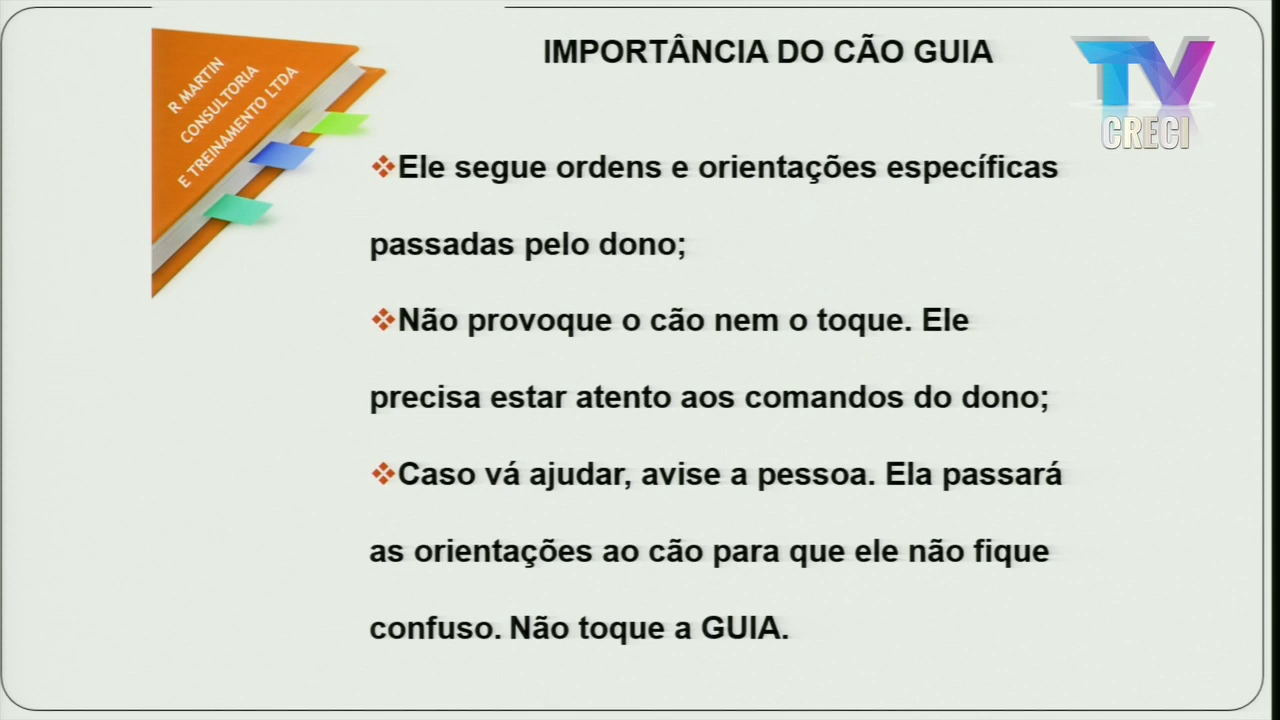 IMPORTÂNCIA DO CÃO GUIA
TV
CRECI
R MARTIN
CONSULTORIA
E TREINAMENTO LTDA
❖Ele segue ordens e orientações específicas
passadas pelo dono;
❖Não provoque o cão nem o toque. Ele
precisa estar atento aos comandos do dono;
❖Caso vá ajudar, avise a pessoa. Ela passará
as orientações ao cão para que ele não fique
confuso. Não toque a GUIA.